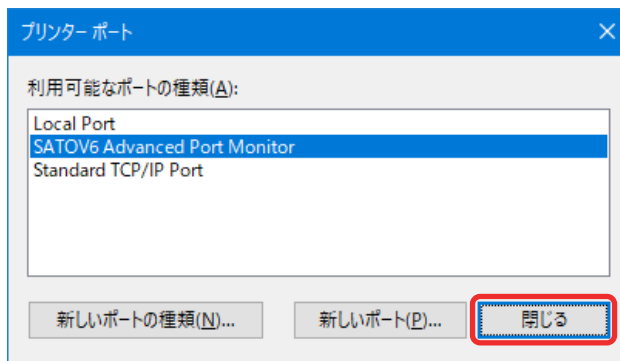 プリンター ポート
利用可能なポートの種類(A):
Local Port
SATOV6 Advanced Port Monitor
Standard TCP/IP Port
新しいポートの種類(N)... 新しいポート(P)... 閉じる